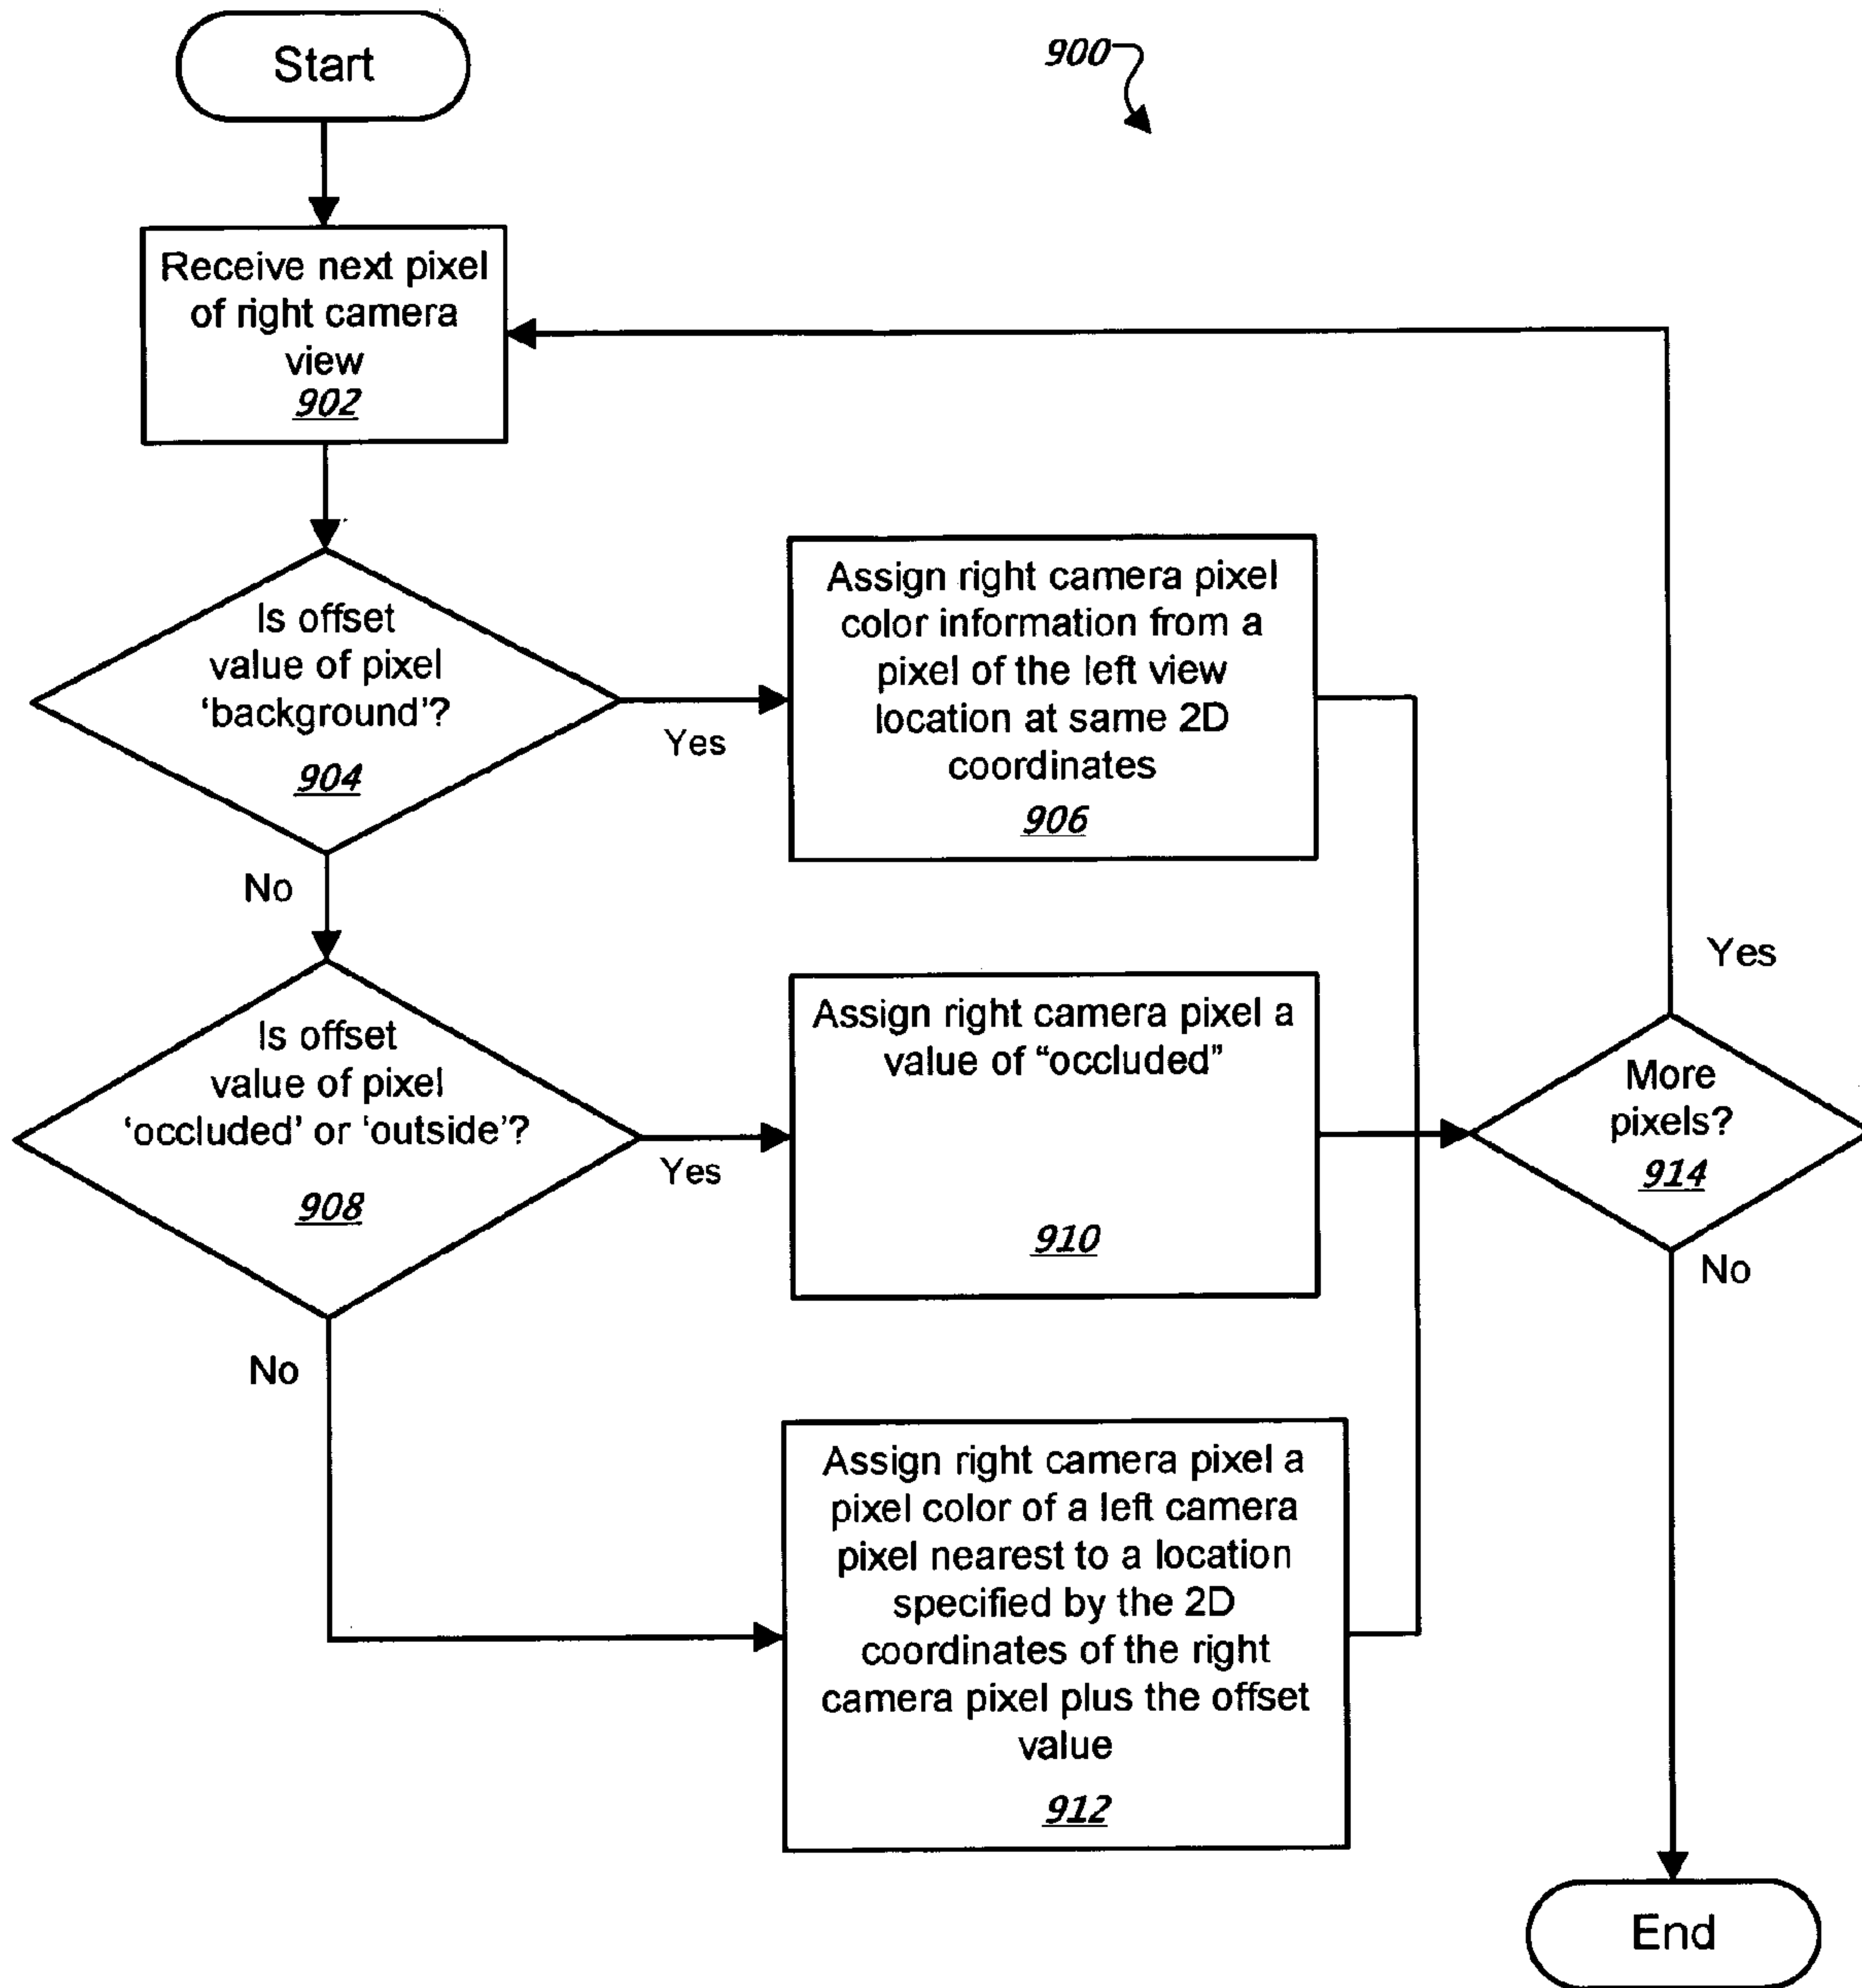 Start
900
Receive next pixel
of right camera
view
902
Is offset
value of pixel
‘background’?
904
Yes
No
Assign right camera pixel
color information from a
pixel of the left view
location at same 2D
coordinates
906
Is offset
value of pixel
‘occluded’ or ‘outside’?
908
Yes
No
Assign right camera pixel a
value of “occluded”
910
Assign right camera pixel a
pixel color of a left camera
pixel nearest to a location
specified by the 2D
coordinates of the right
camera pixel plus the offset
value
912
Yes
More
pixels?
914
No
End